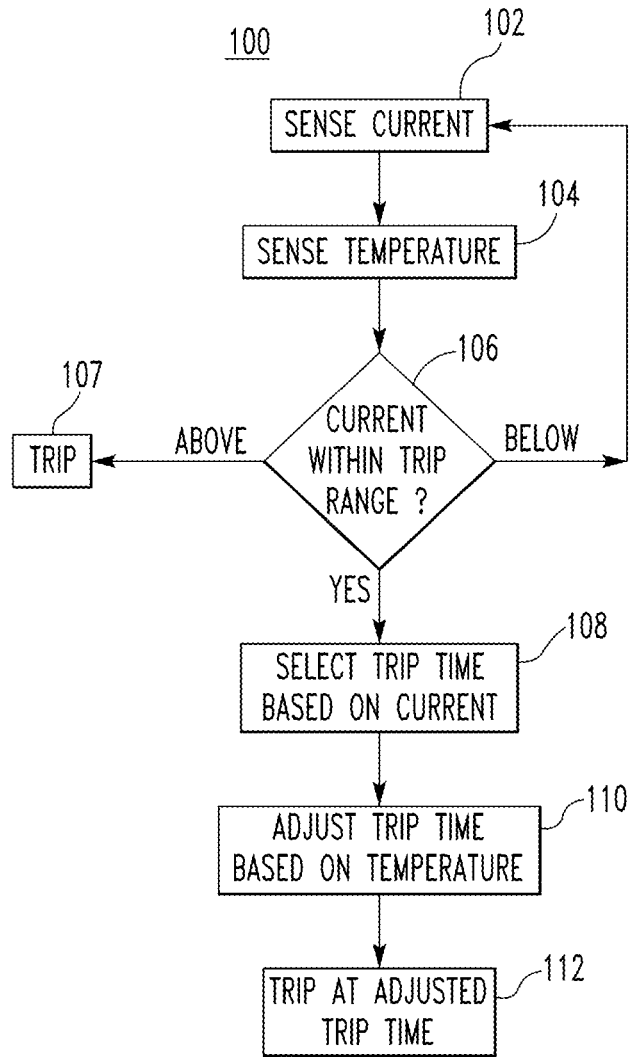 100
102
SENSE CURRENT
104
SENSE TEMPERATURE
106
CURRENT
WITHIN TRIP
RANGE ?
107
TRIP
ABOVE
BELOW
YES
108
SELECT TRIP TIME
BASED ON CURRENT
110
ADJUST TRIP TIME
BASED ON TEMPERATURE
112
TRIP AT ADJUSTED
TRIP TIME